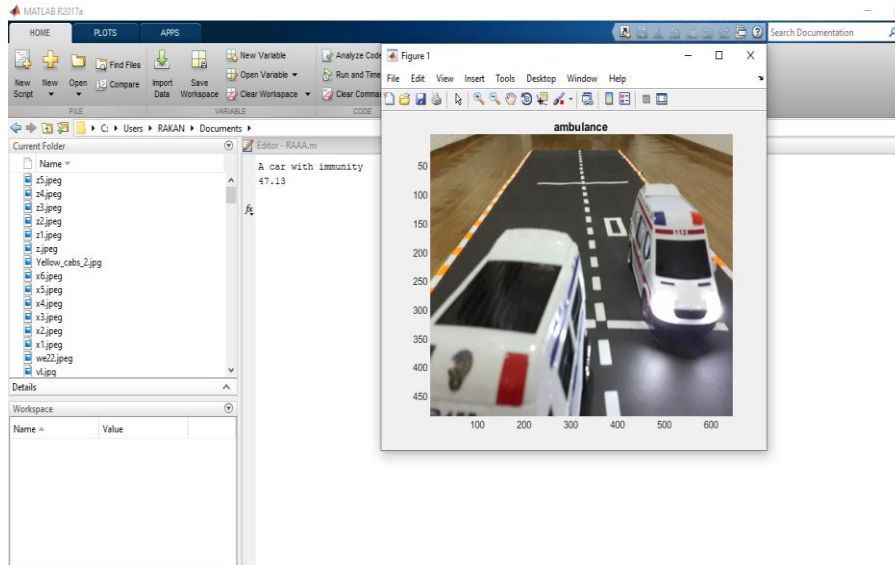 MATLAB R2017a
HOME PLOTS APPS
Search Documentation
New Script
New
Open
Find Files
Compare
Import Data
Save Workspace
New Variable
Open Variable
Clear Workspace
Analyze Code
Run and Time
Clear Comma
FILE VARIABLE CODE
C: Users RAKAN Documents
Current Folder
Name
z5.jpeg
z4.jpeg
z3.jpeg
z2.jpeg
z1.jpeg
z.jpeg
Yellow_cabs_2.jpg
x6.jpeg
x5.jpeg
x4.jpeg
x3.jpeg
x2.jpeg
x1.jpeg
we22.jpeg
vl.jpg
Details
Workspace
Name Value
Editor - RAAA.m
A car with immunity
47.13
fx
Figure 1
File Edit View Insert Tools Desktop Window Help
ambulance
50
100
150
200
250
300
350
400
450
100 200 300 400 500 600